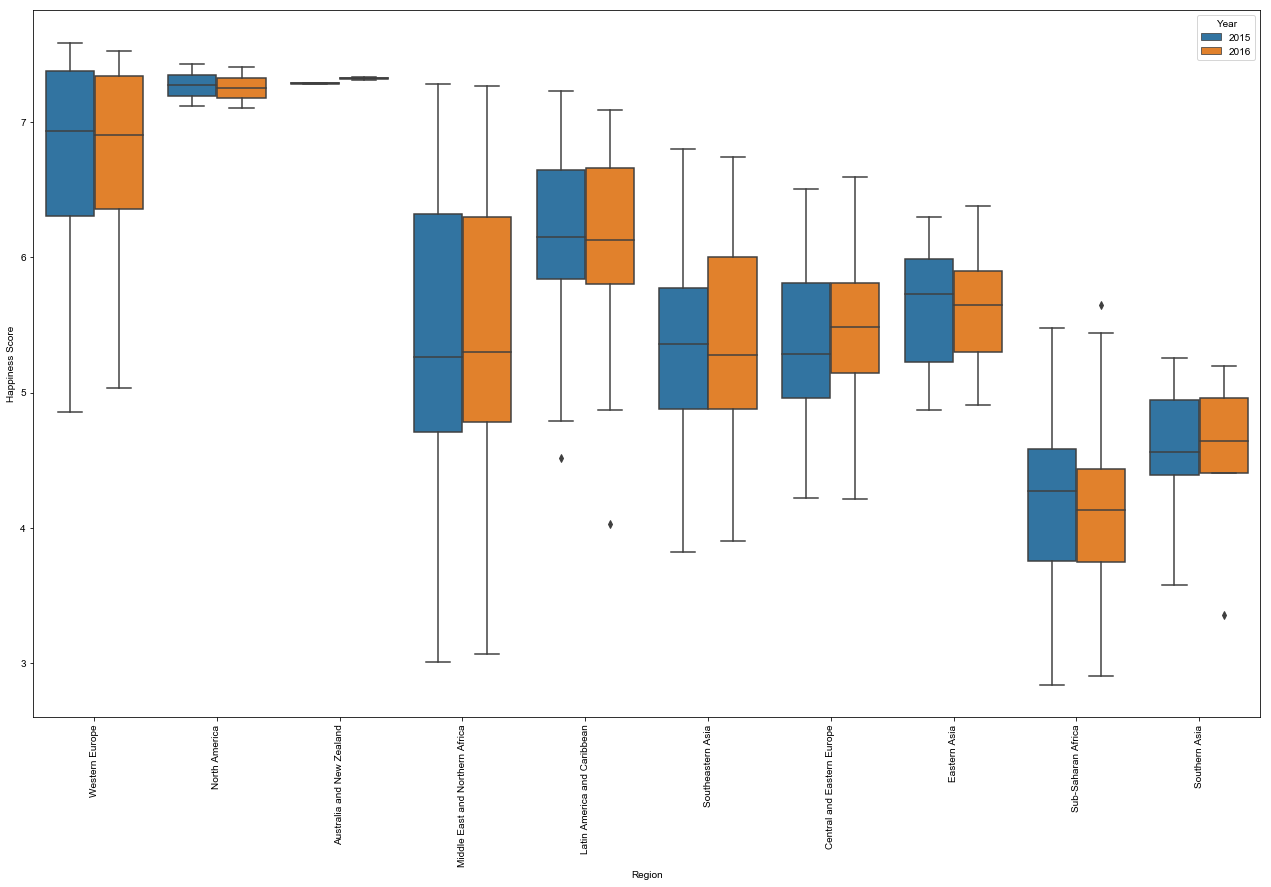 Year
2015
2016
Happiness Score
7
6
5
4
3
Western Europe
North America
Australia and New Zealand
Middle East and Northern Africa
Latin America and Caribbean
Southeastern Asia
Central and Eastern Europe
Eastern Asia
Sub-Saharan Africa
Southern Asia
Region